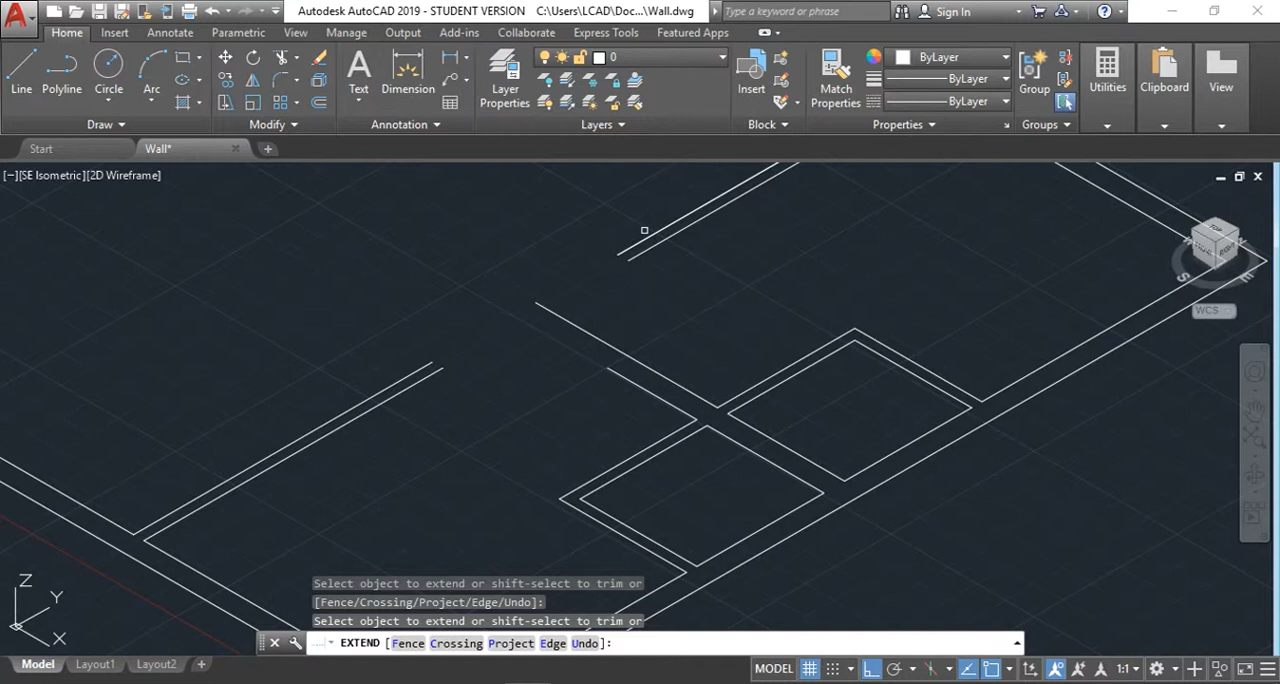 Autodesk AutoCAD 2019 - STUDENT VERSION C:\Users\LCAD\Doc...\Wall.dwg
Type a keyword or phrase
Sign In
Home Insert Annotate Parametric View Manage Output Add-ins Collaborate Express Tools Featured Apps
Line Polyline Circle Arc
Draw
Modify
Text Dimension
Annotation
Layer Properties
0
Layers
Insert
Block
Match Properties
ByLayer
ByLayer
ByLayer
Properties
Group
Groups
Utilities
Clipboard
View
Start Wall*
[−][SE Isometric][2D Wireframe]
TOP
S E
WCS
Z
Y
X
Select object to extend or shift-select to trim or
[Fence/Crossing/Project/Edge/Undo]:
Select object to extend or shift-select to trim or
EXTEND [Fence Crossing Project Edge Undo]:
Model Layout1 Layout2 +
MODEL 1:1